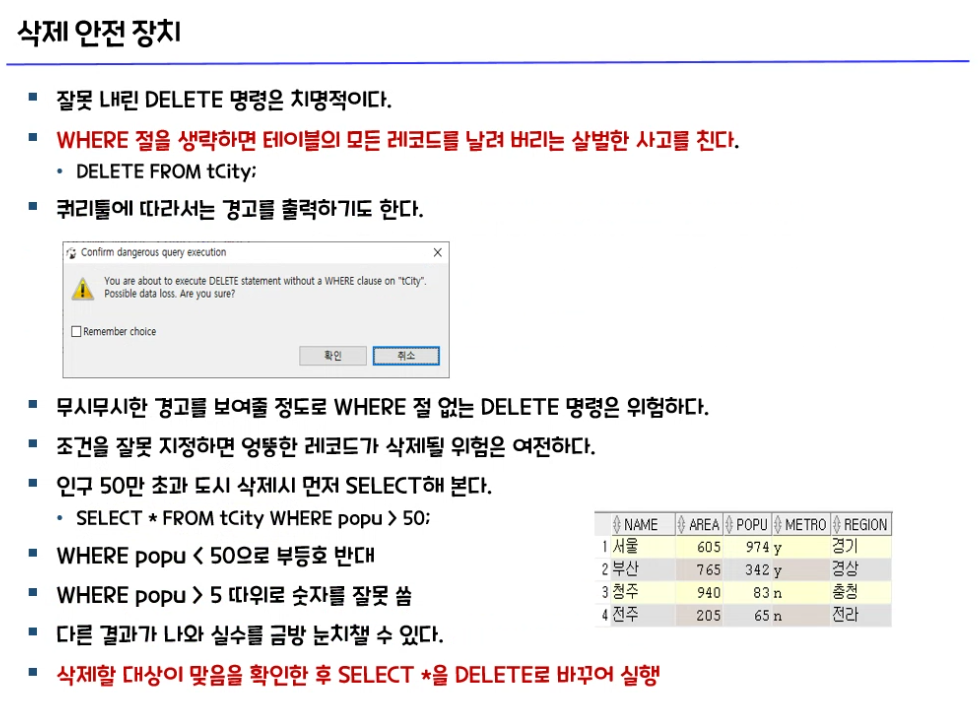 삭제 안전 장치
잘못 내린 DELETE 명령은 치명적이다.
WHERE 절을 생략하면 테이블의 모든 레코드를 날려 버리는 살벌한 사고를 친다.
DELETE FROM tCity;
쿼리툴에 따라서는 경고를 출력하기도 한다.
Confirm dangerous query execution
You are about to execute DELETE statement without a WHERE clause on "tCity".
Possible data loss. Are you sure?
Remember choice
확인 취소
무시무시한 경고를 보여줄 정도로 WHERE 절 없는 DELETE 명령은 위험하다.
조건을 잘못 지정하면 엉뚱한 레코드가 삭제될 위험은 여전하다.
인구 50만 초과 도시 삭제시 먼저 SELECT해 본다.
SELECT * FROM tCity WHERE popu > 50;
WHERE popu < 50으로 부등호 반대
WHERE popu > 5 따위로 숫자를 잘못 씀
다른 결과가 나와 실수를 금방 눈치챌 수 있다.
삭제할 대상이 맞음을 확인한 후 SELECT *을 DELETE로 바꾸어 실행
NAME AREA POPU METRO REGION
1 서울 605 974 y 경기
2 부산 765 342 y 경상
3 청주 940 83 n 충청
4 전주 205 65 n 전라